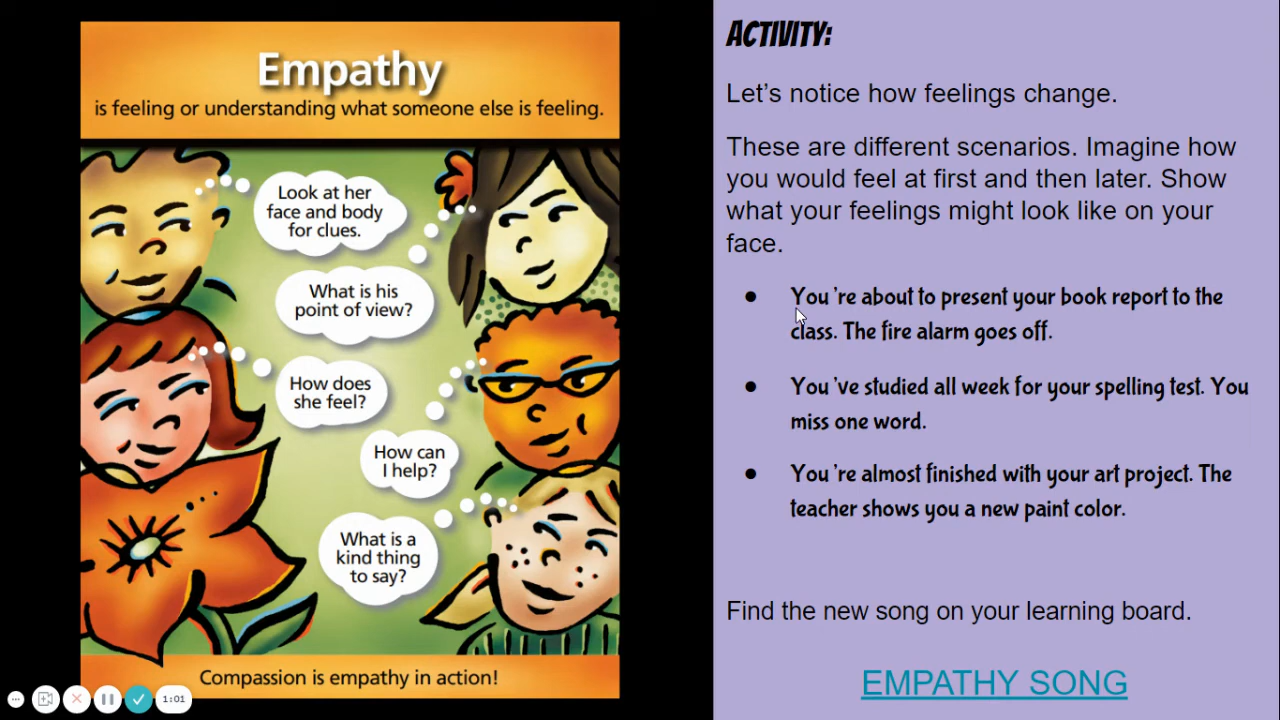 Empathy
is feeling or understanding what someone else is feeling.
Look at her
face and body
for clues.
What is his
point of view?
How does
she feel?
How can
I help?
What is a
kind thing
to say?
Compassion is empathy in action!
1:01
ACTIVITY:
Let's notice how feelings change.
These are different scenarios. Imagine how
you would feel at first and then later. Show
what your feelings might look like on your
face.
● You 're about to present your book report to the
class. The fire alarm goes off.
● You 've studied all week for your spelling test. You
miss one word.
● You 're almost finished with your art project. The
teacher shows you a new paint color.
Find the new song on your learning board.
EMPATHY SONG